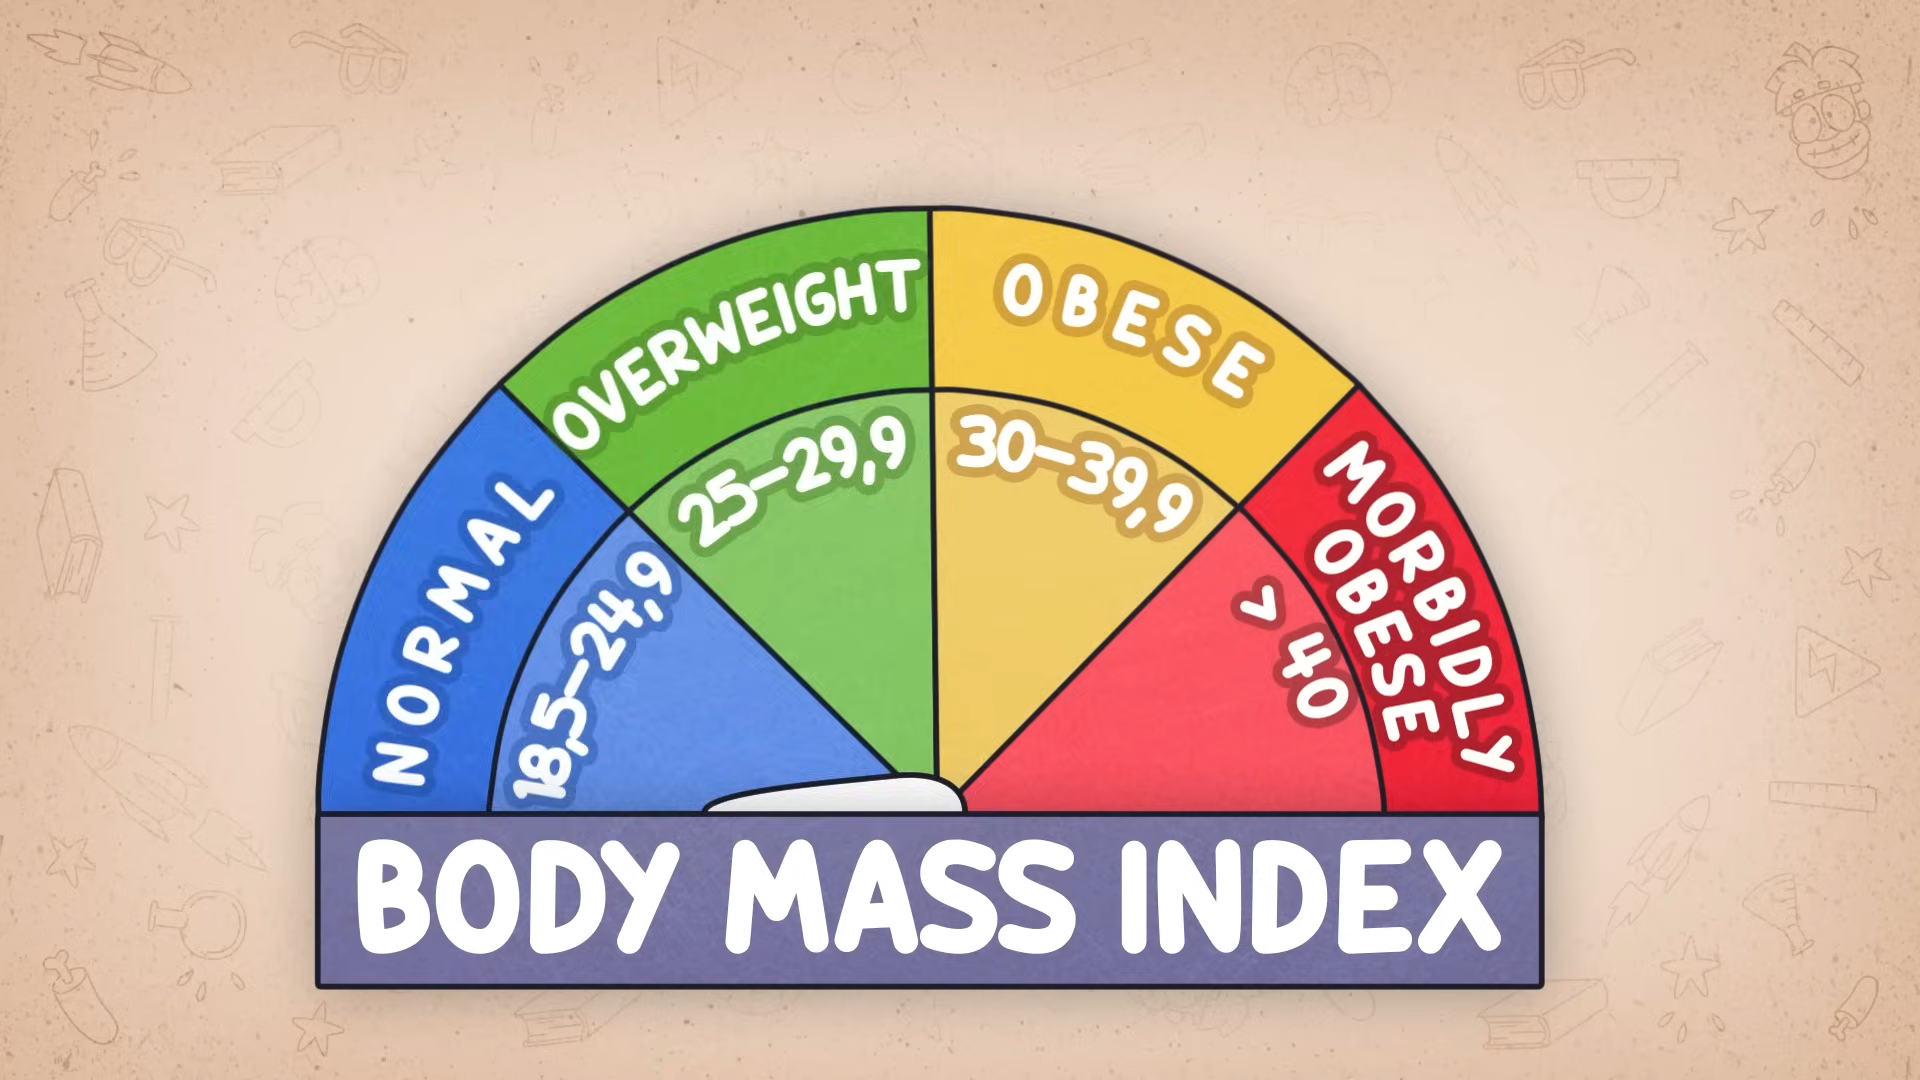 NORMAL
18,5–24,9
OVERWEIGHT
25–29,9
OBESE
30–39,9
MORBIDLY
OBESE
> 40
BODY MASS INDEX